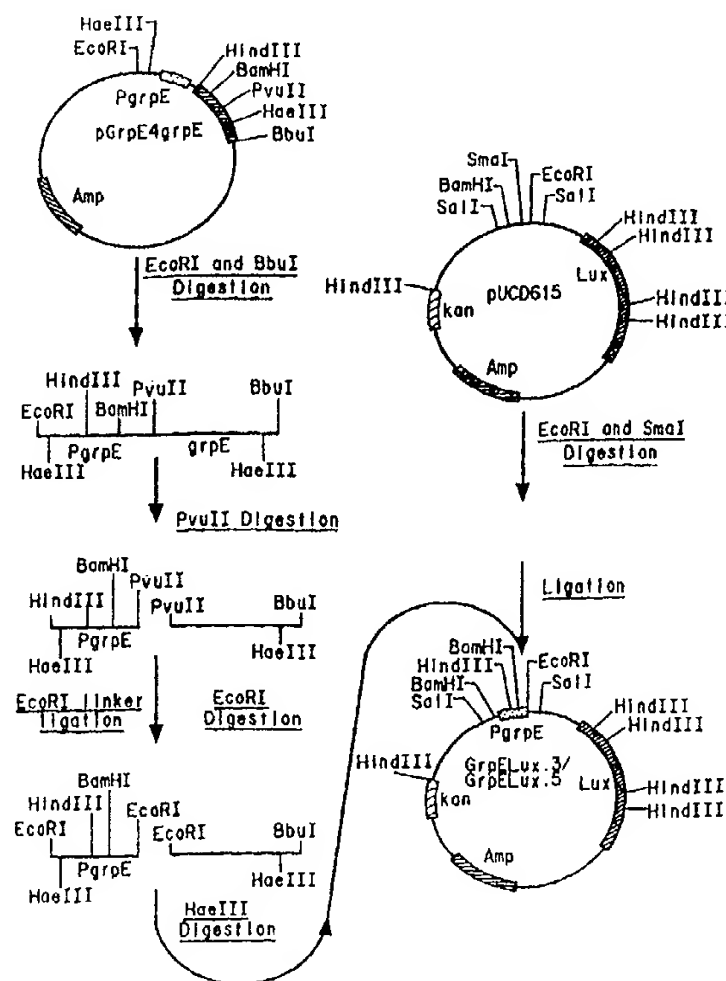 HaeIII
EcoRI
PgrpE
HindIII
BamHI
PvuII
HaeIII
BbuI
pGrpE4grpE
Amp
EcoRI and BbuI
Digestion
HindIII
PvuII
BbuI
EcoRI
BamHI
PgrpE
grpE
HaeIII
HaeIII
PvuII Digestion
BamHI
PvuII
HindIII
PvuII
BbuI
PgrpE
HaeIII
HaeIII
EcoRI linker
ligation
EcoRI
Digestion
BamHI
HindIII
EcoRI
EcoRI
EcoRI
BbuI
PgrpE
HaeIII
HaeIII
HaeIII
Digestion
SmaI
EcoRI
BamHI
SalI
SalI
HindIII
HindIII
Lux
HindIII
pUCD615
HindIII
HindIII
kan
Amp
EcoRI and SmaI
Digestion
Ligation
BamHI
HindIII
EcoRI
BamHI
SalI
SalI
HindIII
HindIII
PgrpE
HindIII
GrpELux.3/
GrpELux.5
Lux
HindIII
HindIII
kan
Amp